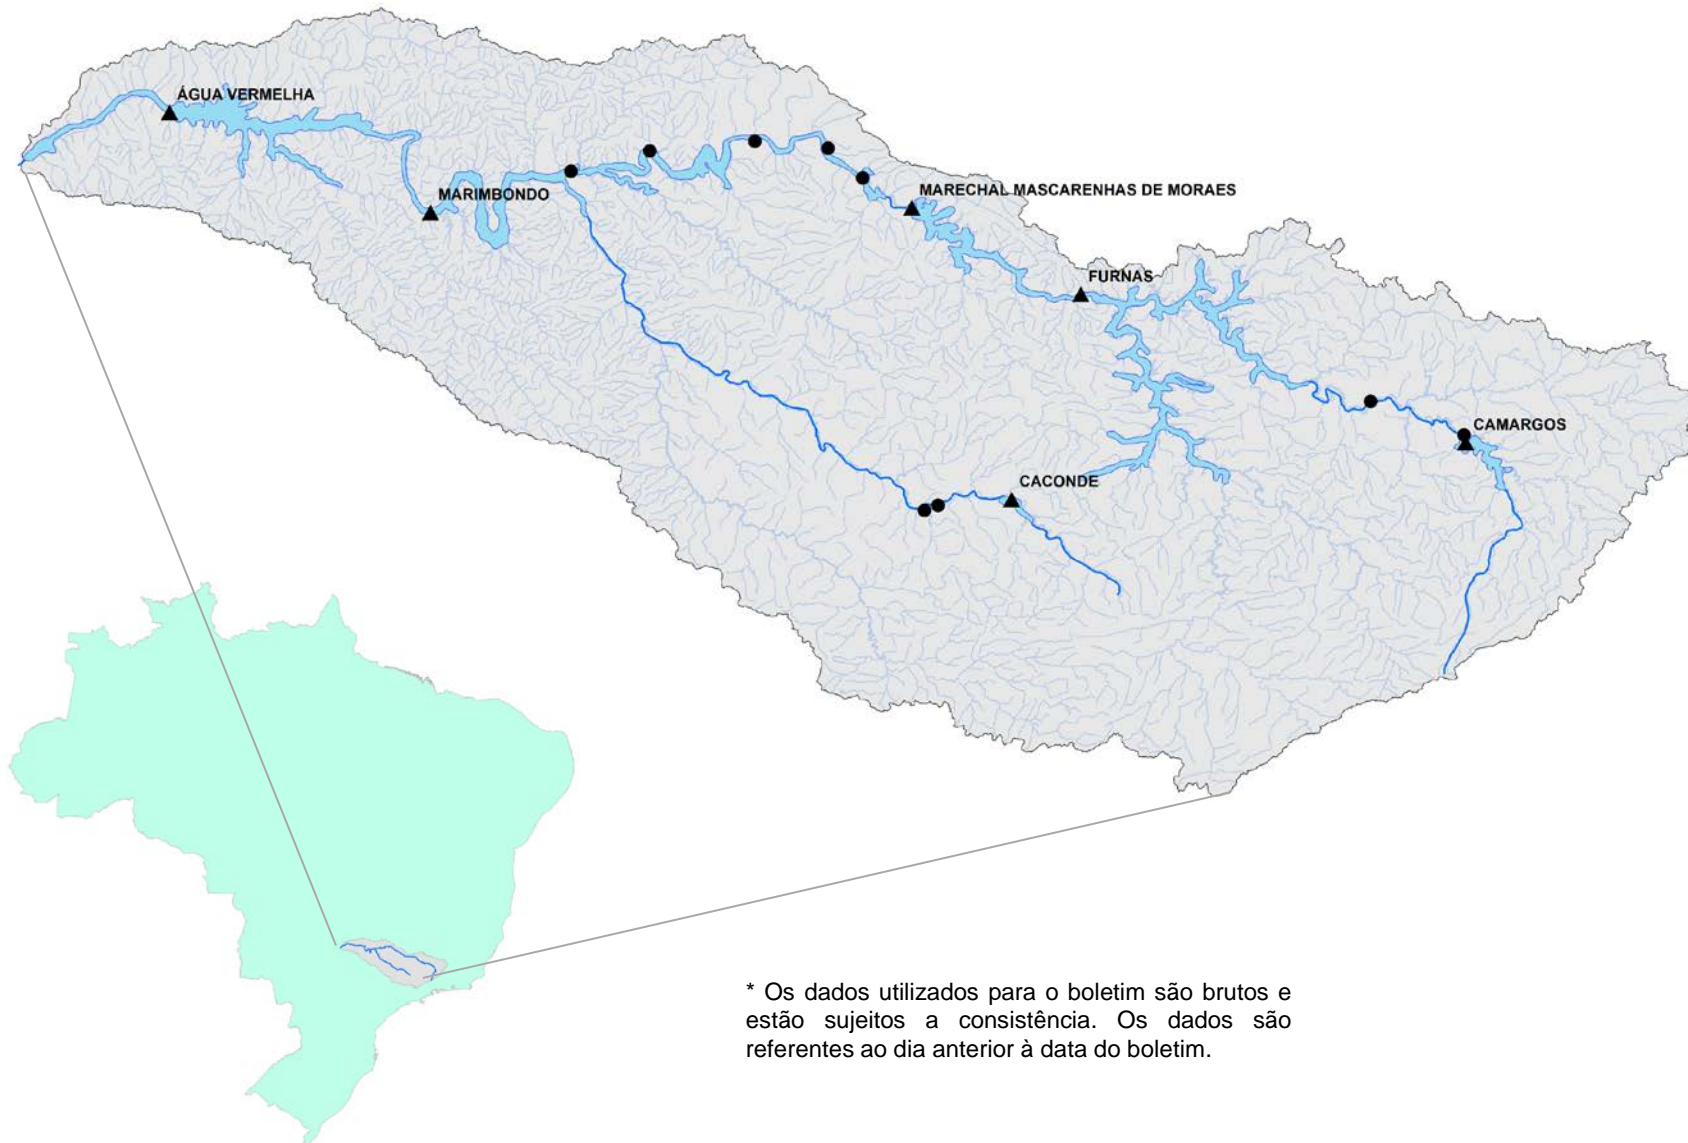 ÁGUA VERMELHA
MARIMBONDO
MARECHAL MASCARENHAS DE MORAES
FURNAS
CAMARGOS
CACONDE
* Os dados utilizados para o boletim são brutos e
estão sujeitos a consistência. Os dados são
referentes ao dia anterior à data do boletim.